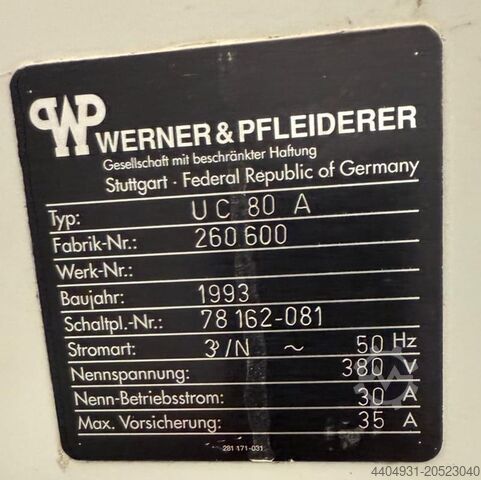 WP WERNER & PFLEIDERER
Gesellschaft mit beschränkter Haftung
Stuttgart · Federal Republic of Germany
Typ: UC 80 A
Fabrik-Nr.: 260 600
Werk-Nr.:
Baujahr: 1993
Schaltpl.-Nr.: 78 162-081
Stromart: 3/N ~ 50 Hz
Nennspannung: 380 V
Nenn-Betriebsstrom: 30 A
Max. Vorsicherung: 35 A
281 171-031
4404931-20523040